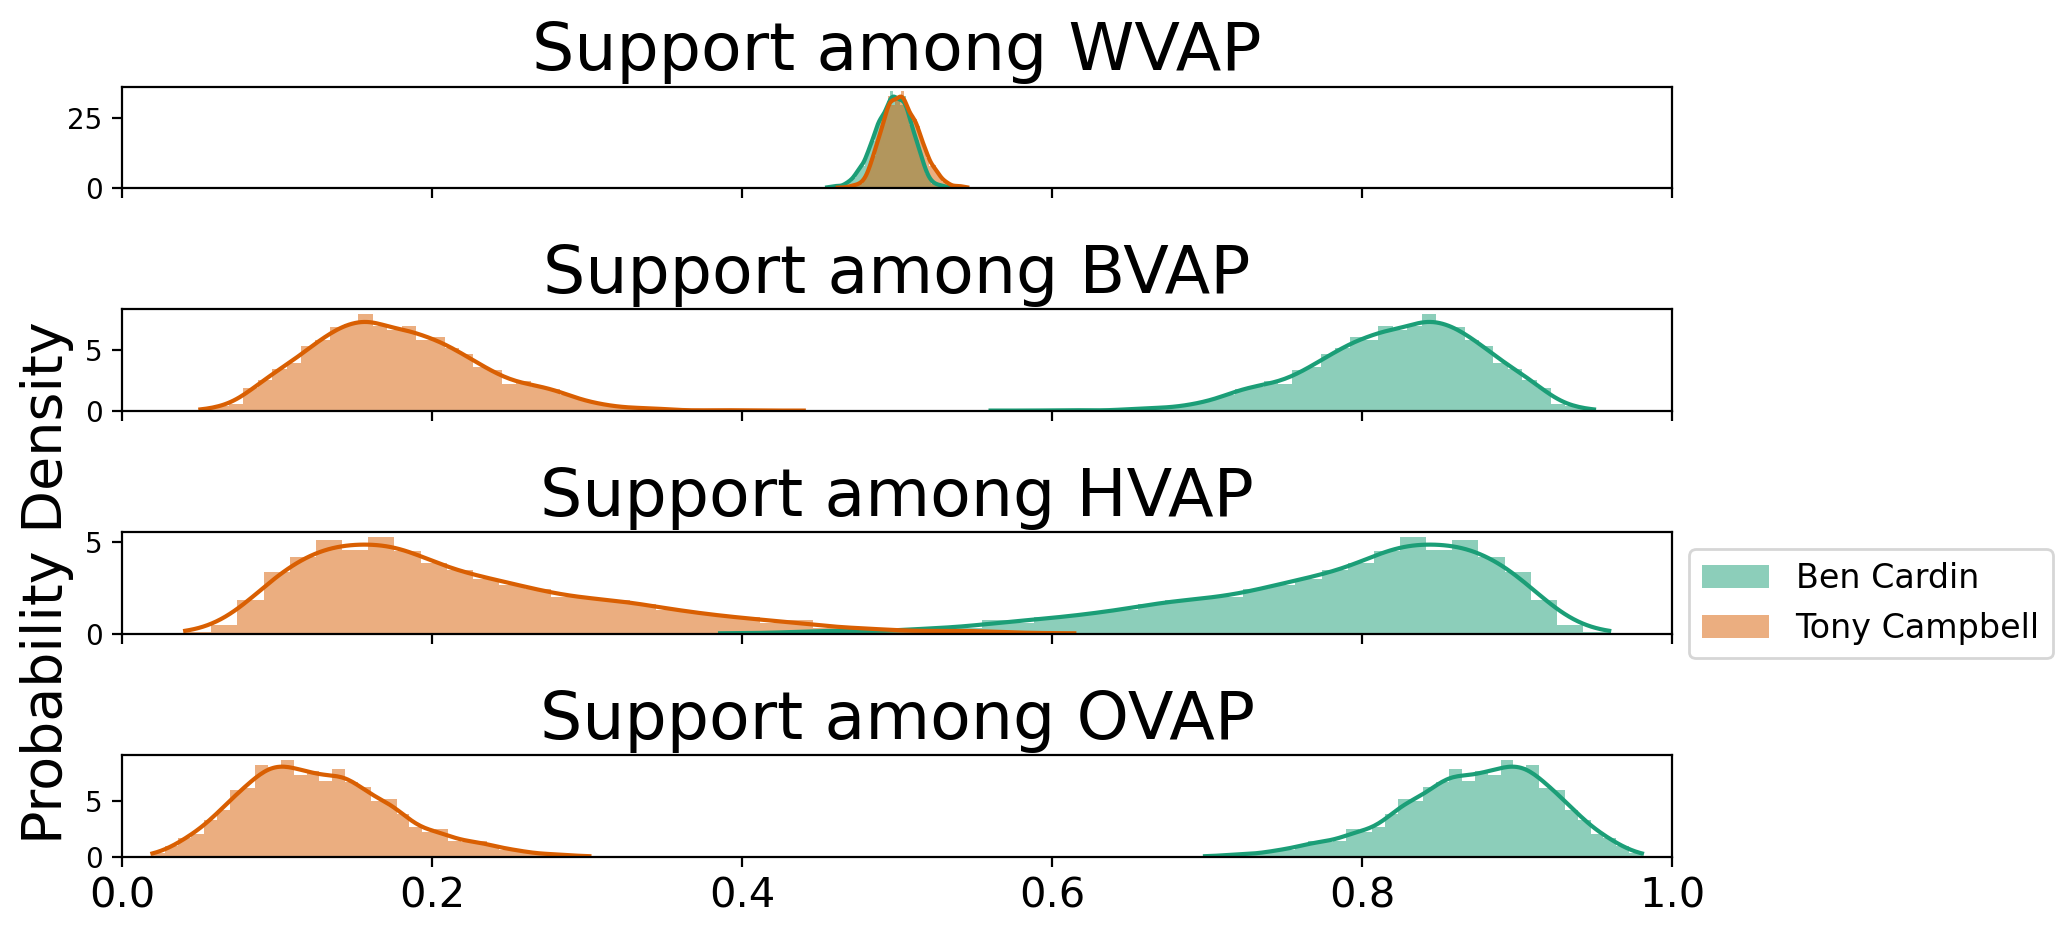 Support among WVAP
25
0
Support among BVAP
5
0
Support among HVAP
5
0
Support among OVAP
5
0
0.0 0.2 0.4 0.6 0.8 1.0
Probability Density
Ben Cardin
Tony Campbell